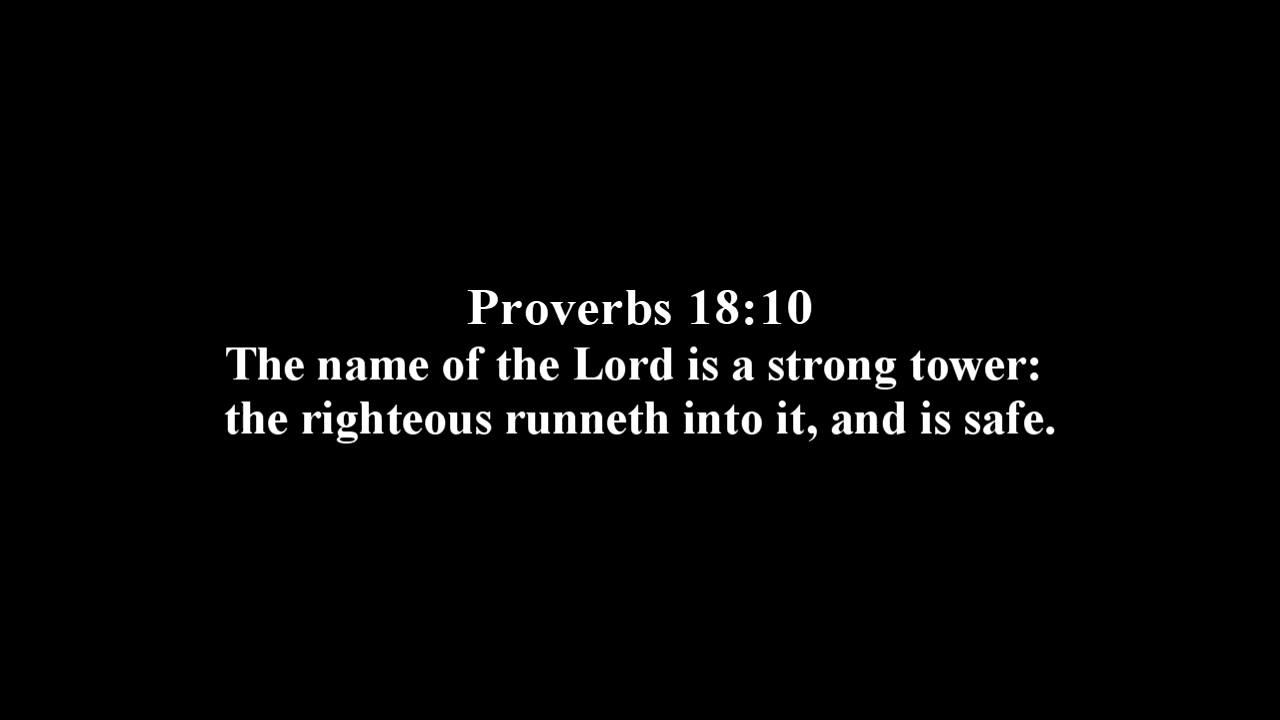 Proverbs 18:10
The name of the Lord is a strong tower:
the righteous runneth into it, and is safe.